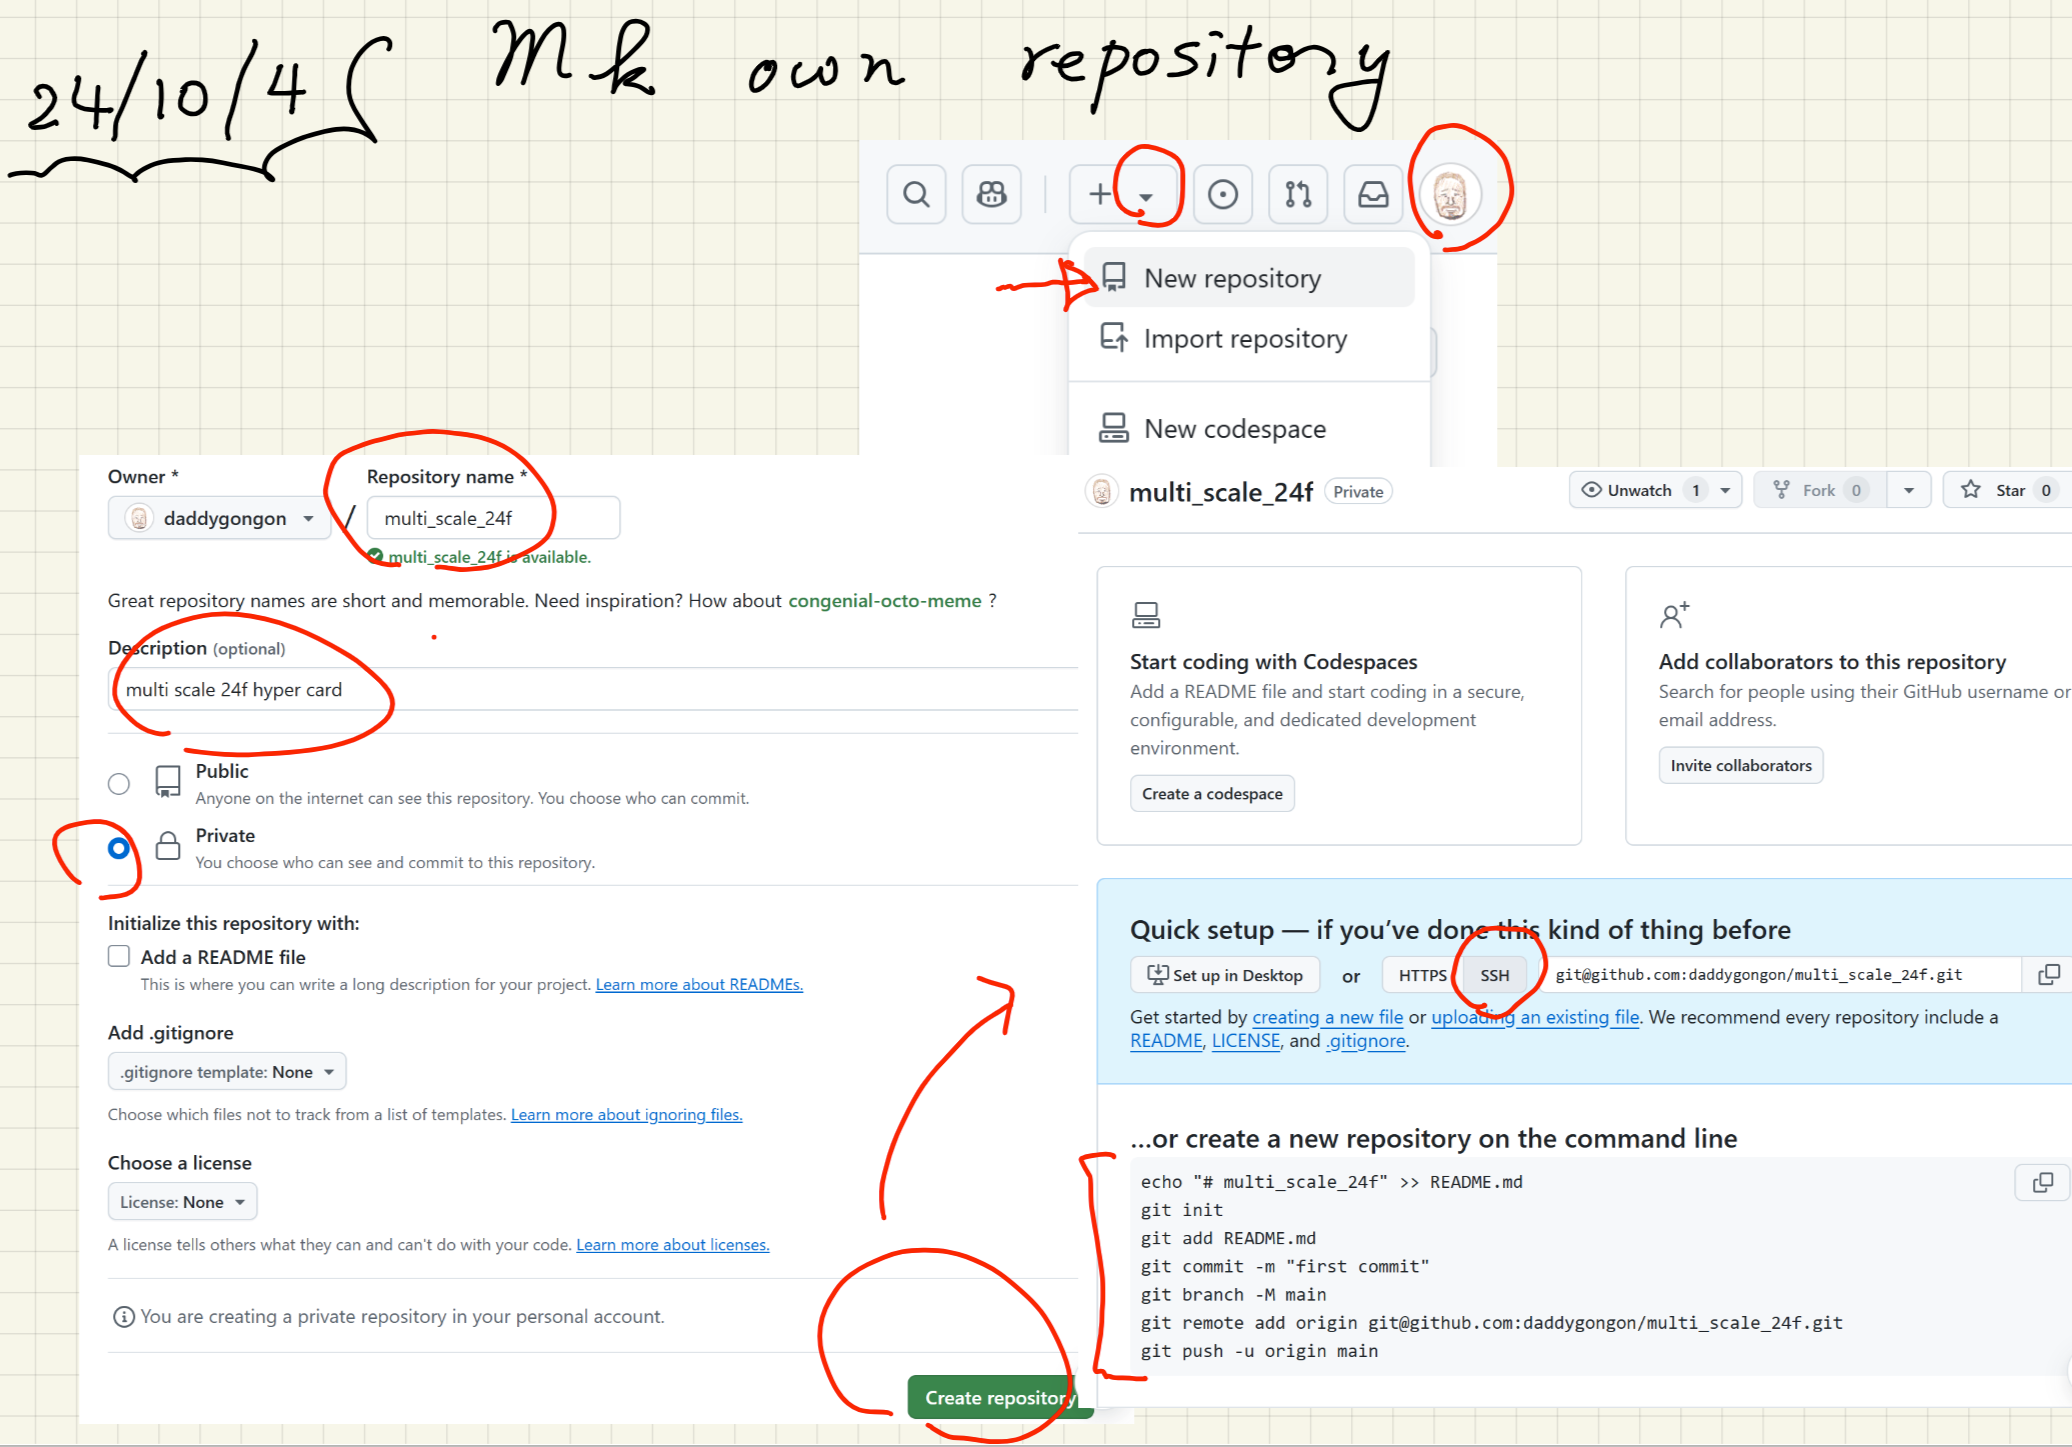 24/10/4 Mk own repository
New repository
Import repository
New codespace
Owner * Repository name *
daddygongon / multi_scale_24f
multi_scale_24f is available.
Great repository names are short and memorable. Need inspiration? How about congenial-octo-meme ?
Description (optional)
multi scale 24f hyper card
Public
Anyone on the internet can see this repository. You choose who can commit.
Private
You choose who can see and commit to this repository.
Initialize this repository with:
Add a README file
This is where you can write a long description for your project. Learn more about READMEs.
Add .gitignore
.gitignore template: None
Choose which files not to track from a list of templates. Learn more about ignoring files.
Choose a license
License: None
A license tells others what they can and can't do with your code. Learn more about licenses.
You are creating a private repository in your personal account.
Create repository
multi_scale_24f Private Unwatch 1 Fork 0 Star 0
Start coding with Codespaces
Add a README file and start coding in a secure,
configurable, and dedicated development
environment.
Create a codespace
Add collaborators to this repository
Search for people using their GitHub username or
email address.
Invite collaborators
Quick setup — if you’ve done this kind of thing before
Set up in Desktop or HTTPS SSH git@github.com:daddygongon/multi_scale_24f.git
Get started by creating a new file or uploading an existing file. We recommend every repository include a
README, LICENSE, and .gitignore.
…or create a new repository on the command line
echo "# multi_scale_24f" >> README.md
git init
git add README.md
git commit -m "first commit"
git branch -M main
git remote add origin git@github.com:daddygongon/multi_scale_24f.git
git push -u origin main